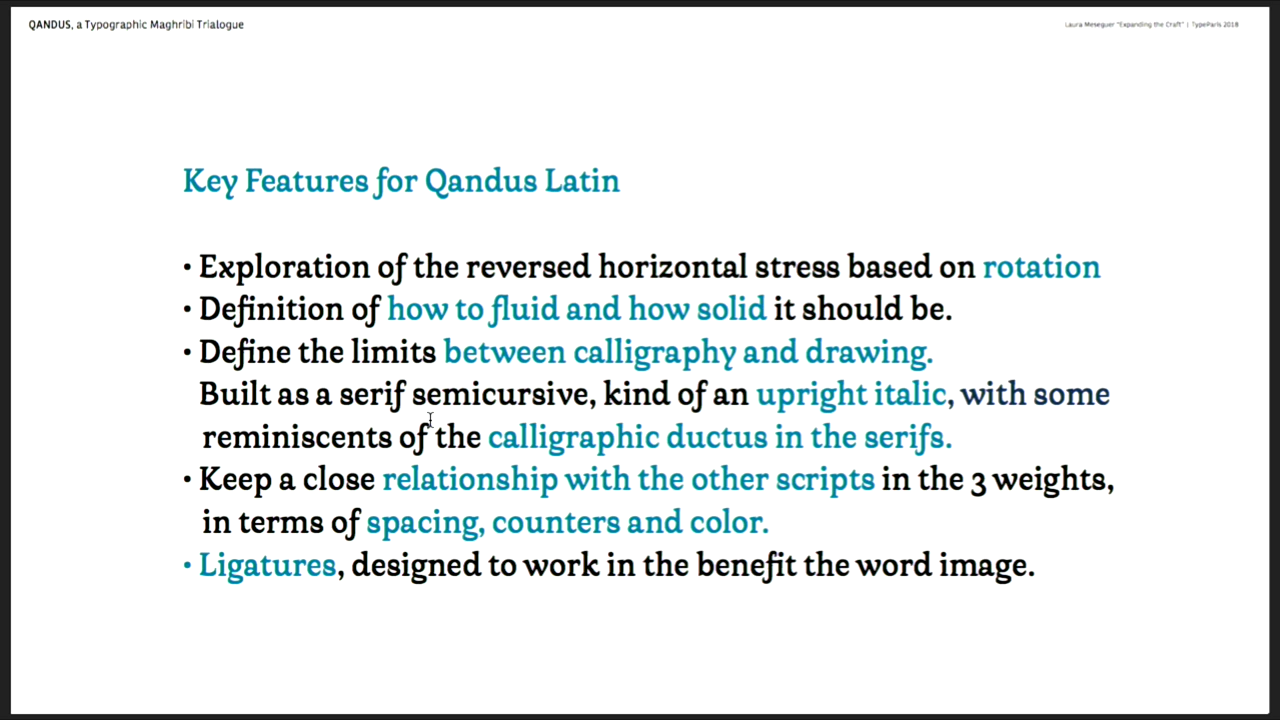 QANDUS, a Typographic Maghribi Trialogue
Laura Meseguer "Expanding the Craft" | TypeParis 2018
Key Features for Qandus Latin
• Exploration of the reversed horizontal stress based on rotation
• Definition of how to fluid and how solid it should be.
• Define the limits between calligraphy and drawing.
Built as a serif semicursive, kind of an upright italic, with some
reminiscents of the calligraphic ductus in the serifs.
• Keep a close relationship with the other scripts in the 3 weights,
in terms of spacing, counters and color.
• Ligatures, designed to work in the benefit the word image.